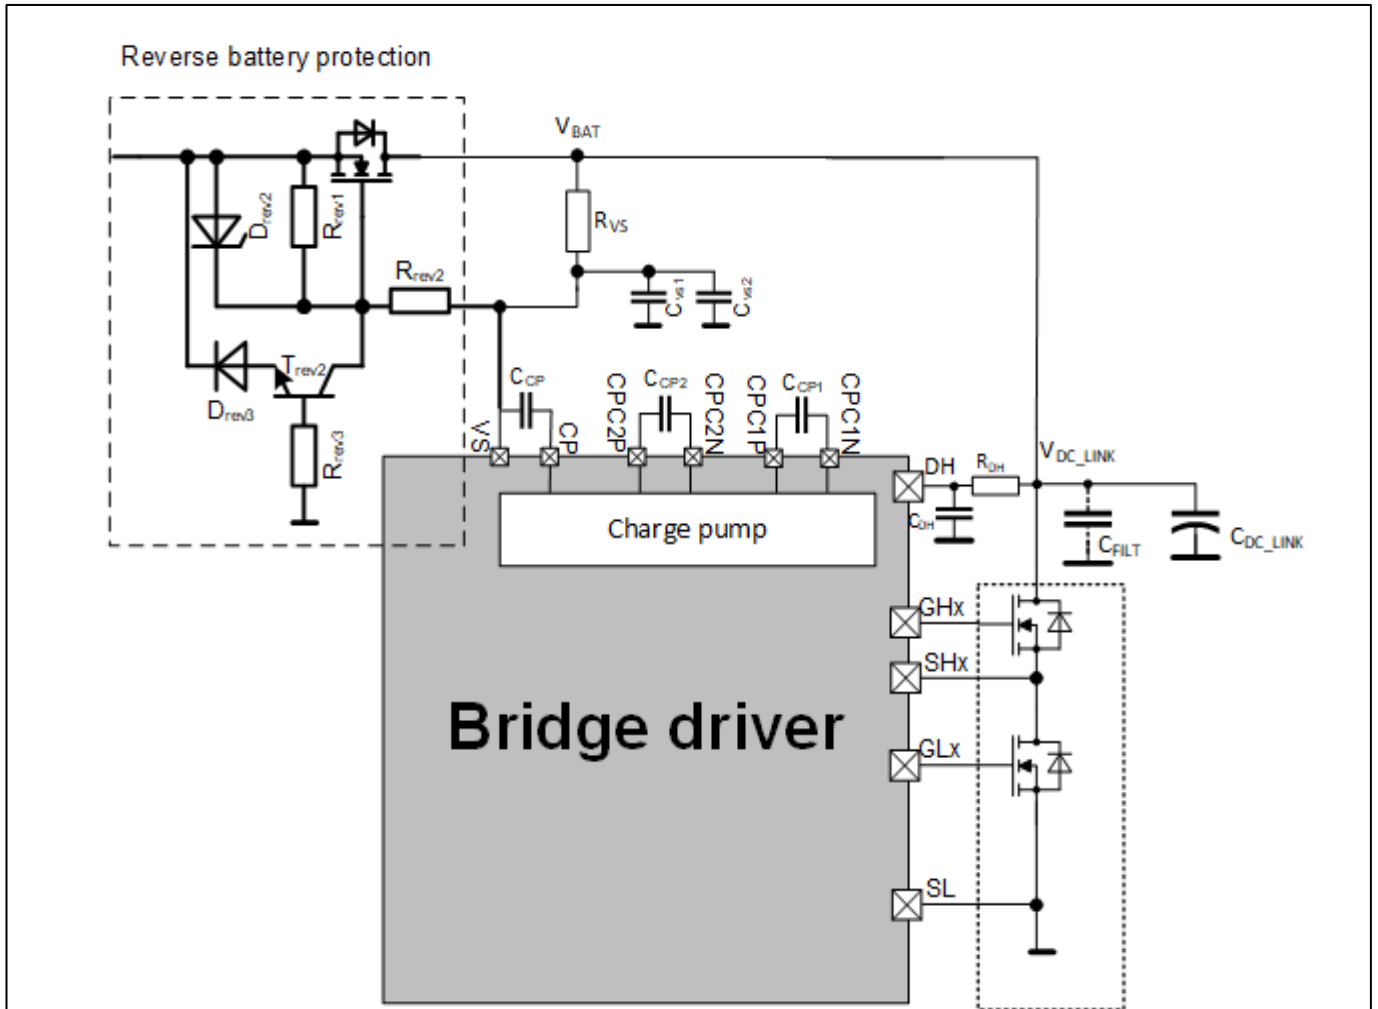 Reverse battery protection
VBAT
Drev2
Rrev1
RVS
Rrev2
Cvs1
Cvs2
Trev2
Drev3
Rrev3
CCP
CCP2
CCP1
VS
CP
CPC2P
CPC2N
CPC1P
CPC1N
DH
RDH
VDC_LINK
CDH
CFILT
CDC_LINK
Charge pump
GHx
SHx
Bridge driver
GLx
SL